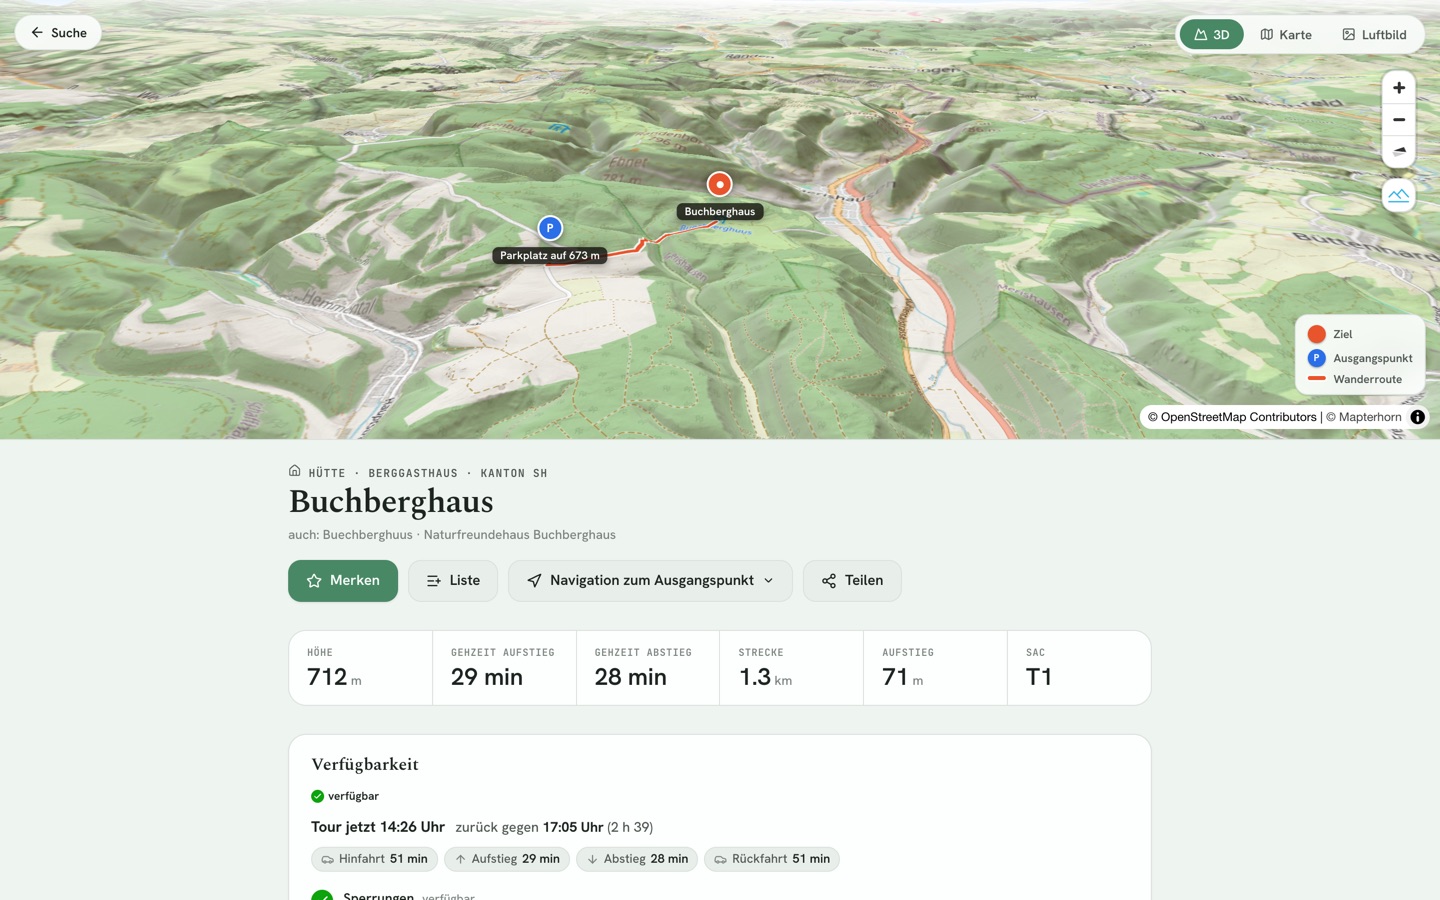 Suche
3D
Karte
Luftbild
Buchberghaus
Parkplatz auf 673 m
Hemmental
Merishausen
Büttenhard
Ziel
P Ausgangspunkt
Wanderroute
© OpenStreetMap Contributors | © Mapterhorn
HÜTTE · BERGGASTHAUS · KANTON SH
Buchberghaus
auch: Buechberghuus · Naturfreundehaus Buchberghaus
Merken
Liste
Navigation zum Ausgangspunkt
Teilen
HÖHE
712 m
GEHZEIT AUFSTIEG
29 min
GEHZEIT ABSTIEG
28 min
STRECKE
1.3 km
AUFSTIEG
71 m
SAC
T1
Verfügbarkeit
verfügbar
Tour jetzt 14:26 Uhr zurück gegen 17:05 Uhr (2 h 39)
Hinfahrt 51 min
Aufstieg 29 min
Abstieg 28 min
Rückfahrt 51 min
Sperrungen verfügbar